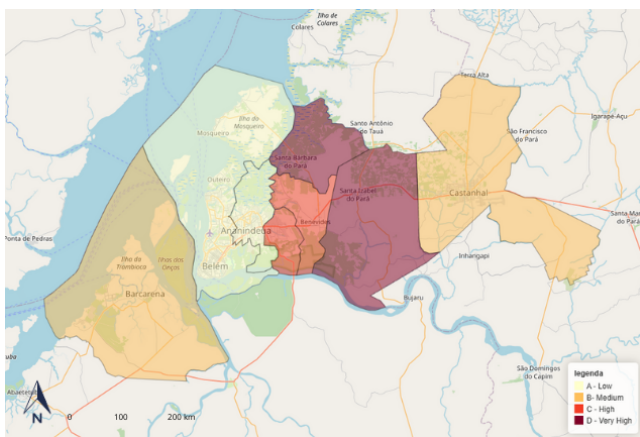 Ilha de
Colares
Colares
Terra Alta
Ilha do
Mosqueiro
Mosqueiro
Santo Antônio
do Tauá
São Francisco
do Pará
Igarapé-Açu
Santa Bárbara
do Pará
Outeiro
Santa Izabel
do Pará
Castanhal
Benevides
Ananindeua
Santa Ma
do Pará
Ponta de Pedras
Belém
Inhangapi
Ilhas das
Onças
Ilha da
Trambioca
Barcarena
Bujaru
São Domingos
do Capim
legenda
A - Low
B- Medium
C - High
D - Very High
N
0 100 200 km